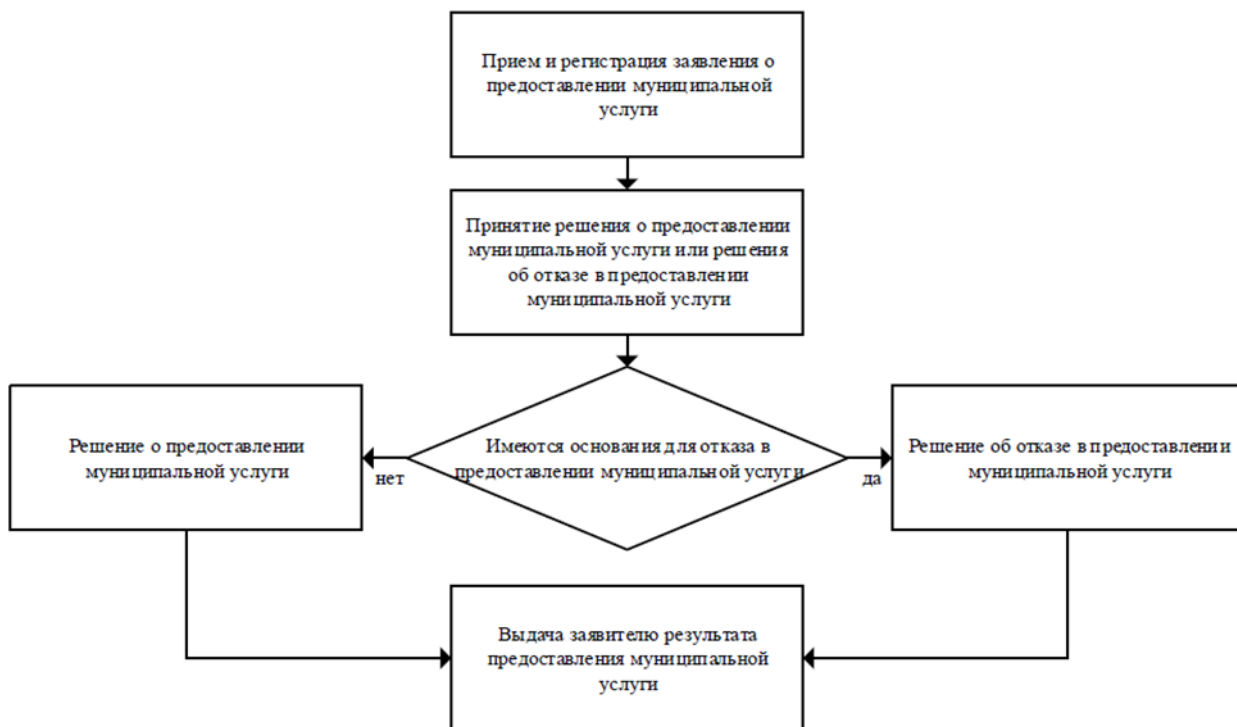 Прием и регистрация заявления о
предоставлении муниципальной
услуги
Принятие решения о предоставлении
муниципальной услуги или решения
об отказе в предоставлении
муниципальной услуги
Решение о предоставлении
муниципальной услуги
нет
Имеются основания для отказа в
предоставлении муниципальной услуги
да
Решение об отказе в предоставлении
муниципальной услуги
Выдача заявителю результата
предоставления муниципальной
услуги